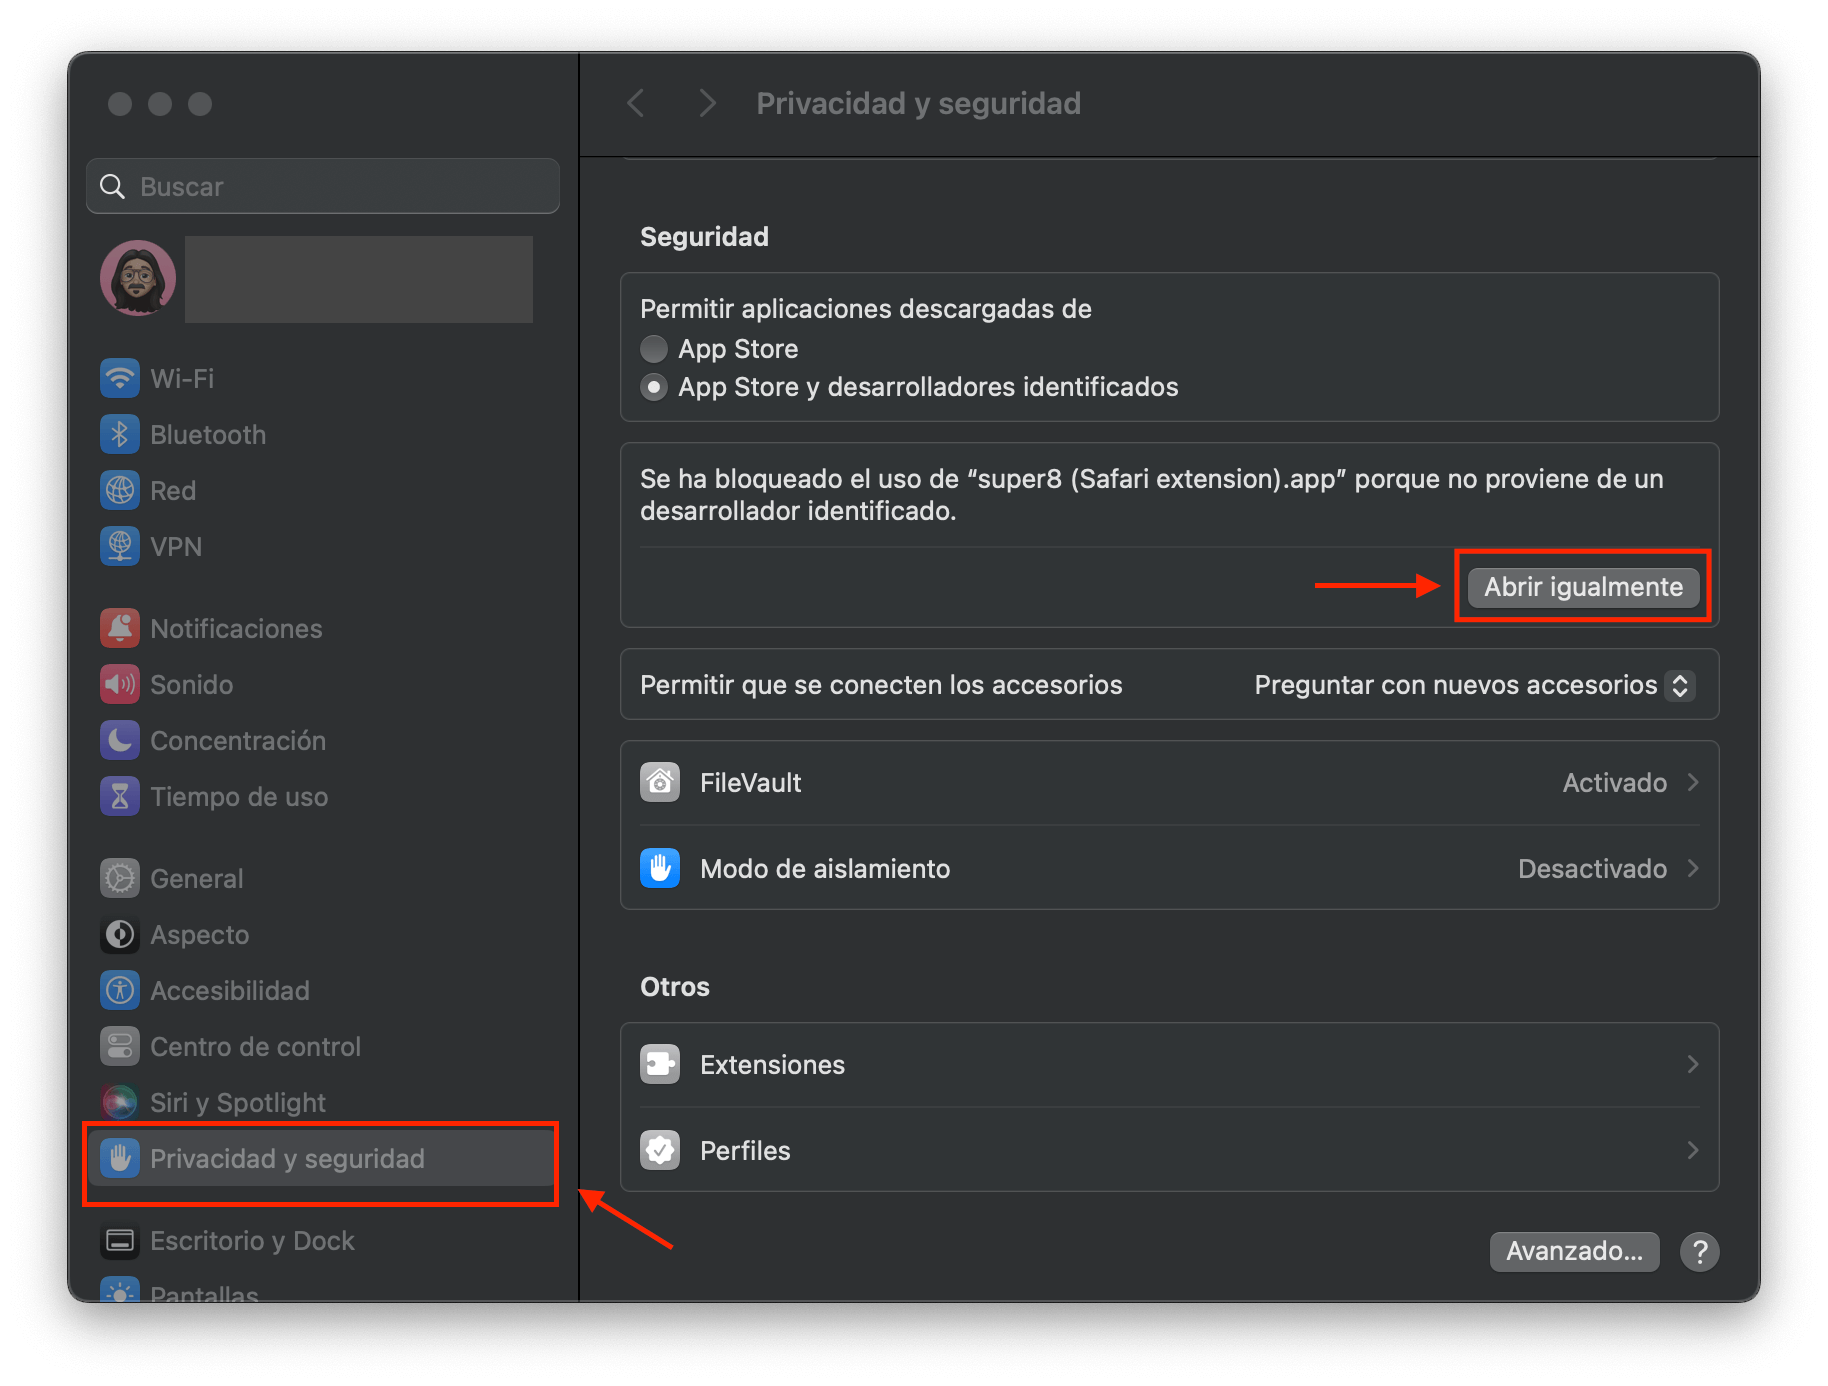 Privacidad y seguridad
Buscar
Wi-Fi
Bluetooth
Red
VPN
Notificaciones
Sonido
Concentración
Tiempo de uso
General
Aspecto
Accesibilidad
Centro de control
Siri y Spotlight
Privacidad y seguridad
Escritorio y Dock
Pantallas
Seguridad
Permitir aplicaciones descargadas de
App Store
App Store y desarrolladores identificados
Se ha bloqueado el uso de “super8 (Safari extension).app” porque no proviene de un
desarrollador identificado.
Abrir igualmente
Permitir que se conecten los accesorios Preguntar con nuevos accesorios
FileVault Activado
Modo de aislamiento Desactivado
Otros
Extensiones
Perfiles
Avanzado... ?